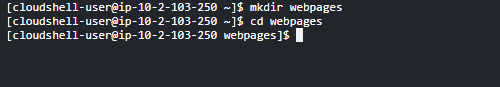 [cloudshell-user@ip-10-2-103-250 ~]$ mkdir webpages
[cloudshell-user@ip-10-2-103-250 ~]$ cd webpages
[cloudshell-user@ip-10-2-103-250 webpages]$